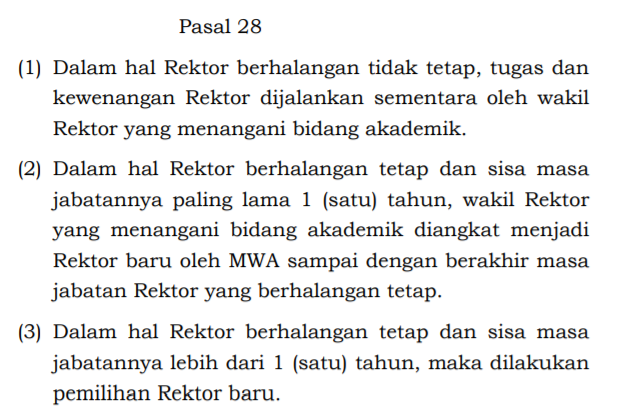 Pasal 28
(1) Dalam hal Rektor berhalangan tidak tetap, tugas dan
kewenangan Rektor dijalankan sementara oleh wakil
Rektor yang menangani bidang akademik.
(2) Dalam hal Rektor berhalangan tetap dan sisa masa
jabatannya paling lama 1 (satu) tahun, wakil Rektor
yang menangani bidang akademik diangkat menjadi
Rektor baru oleh MWA sampai dengan berakhir masa
jabatan Rektor yang berhalangan tetap.
(3) Dalam hal Rektor berhalangan tetap dan sisa masa
jabatannya lebih dari 1 (satu) tahun, maka dilakukan
pemilihan Rektor baru.